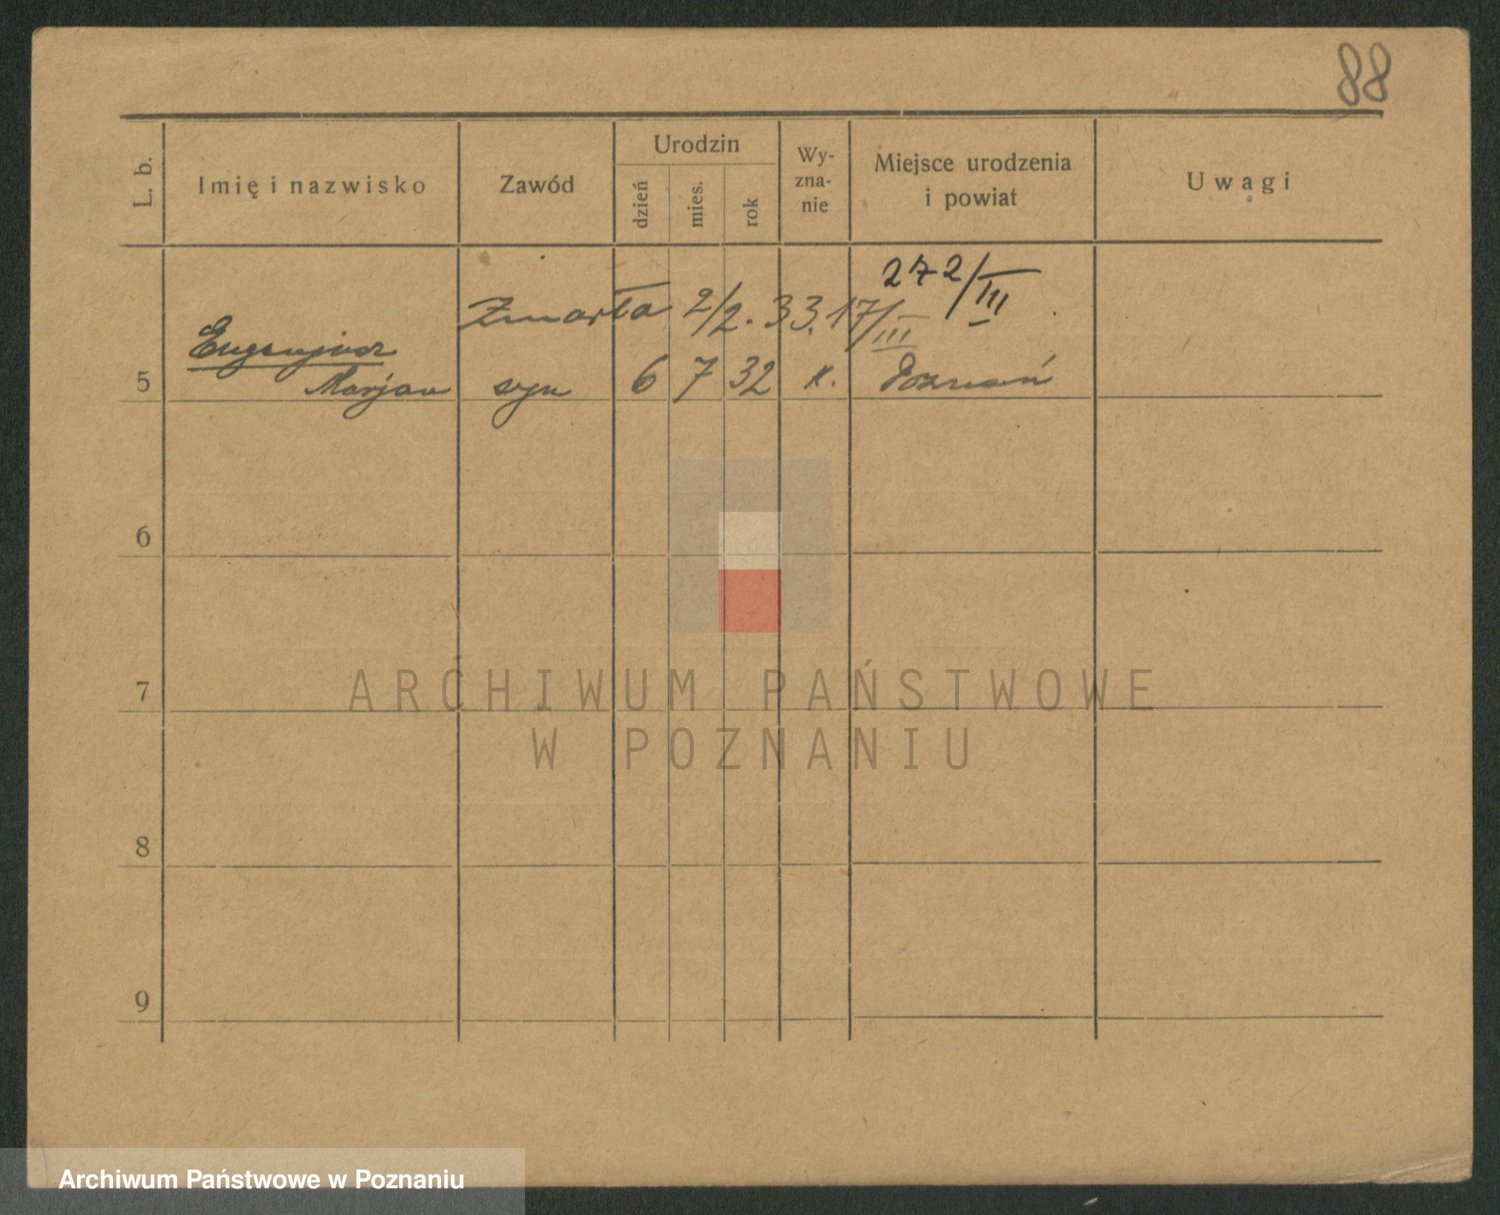 88
L. b.
Imię i nazwisko
Zawód
Urodzin
dzień
mies.
rok
Wy-
zna-
nie
Miejsce urodzenia
i powiat
Uwagi
272/III
Zmarła 2/2. 33. 17/III
Eugenjusz
5 Marjan syn 6 7 32 k. Poznań
6
7
8
9
ARCHIWUM PAŃSTWOWE
W POZNANIU
Archiwum Państwowe w Poznaniu